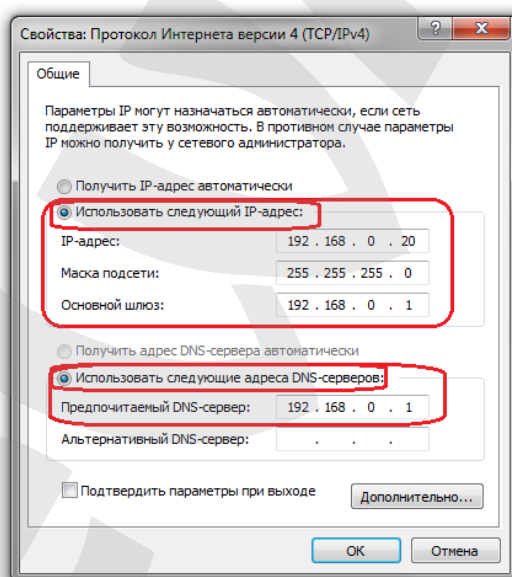 Свойства: Протокол Интернета версии 4 (TCP/IPv4)
?
X
Общие
Параметры IP могут назначаться автоматически, если сеть
поддерживает эту возможность. В противном случае параметры
IP можно получить у сетевого администратора.
Получить IP-адрес автоматически
Использовать следующий IP-адрес:
IP-адрес: 192 . 168 . 0 . 20
Маска подсети: 255 . 255 . 255 . 0
Основной шлюз: 192 . 168 . 0 . 1
Получить адрес DNS-сервера автоматически
Использовать следующие адреса DNS-серверов:
Предпочитаемый DNS-сервер: 192 . 168 . 0 . 1
Альтернативный DNS-сервер: . . .
Подтвердить параметры при выходе
Дополнительно...
OK Отмена